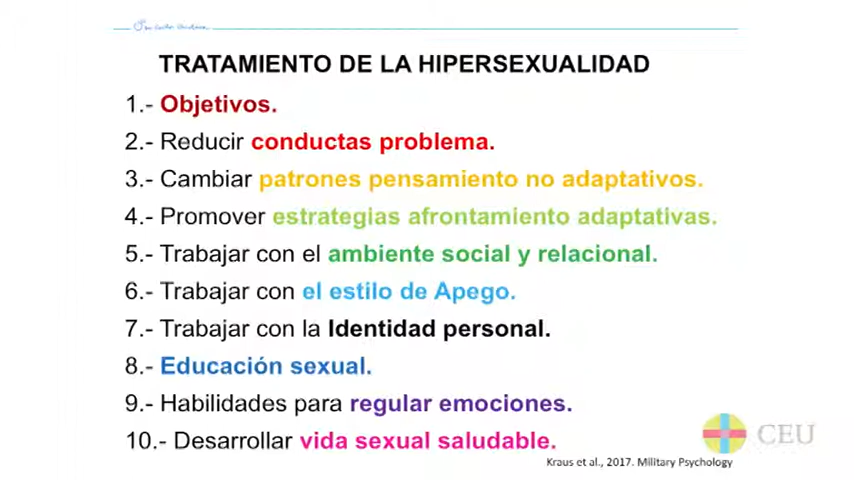 TRATAMIENTO DE LA HIPERSEXUALIDAD
1.- Objetivos.
2.- Reducir conductas problema.
3.- Cambiar patrones pensamiento no adaptativos.
4.- Promover estrategias afrontamiento adaptativas.
5.- Trabajar con el ambiente social y relacional.
6.- Trabajar con el estilo de Apego.
7.- Trabajar con la Identidad personal.
8.- Educación sexual.
9.- Habilidades para regular emociones.
10.- Desarrollar vida sexual saludable.
CEU
Kraus et al., 2017. Military Psychology